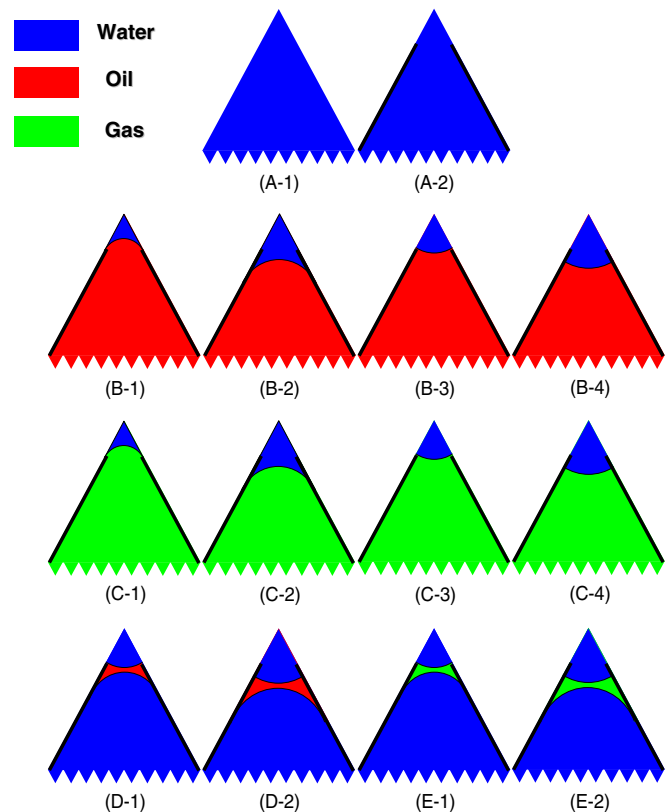 Water
Oil
Gas
(A-1) (A-2)
(B-1) (B-2) (B-3) (B-4)
(C-1) (C-2) (C-3) (C-4)
(D-1) (D-2) (E-1) (E-2)